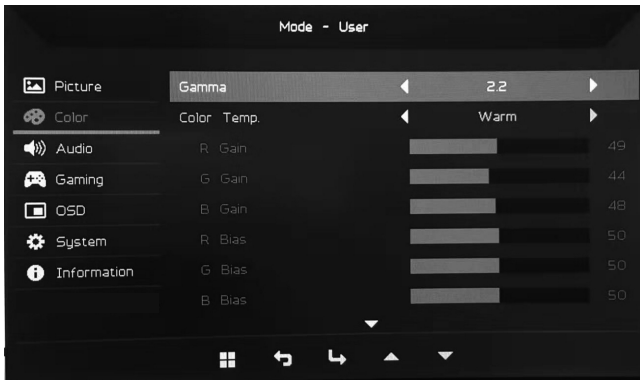 Mode - User
Picture
Color
Audio
Gaming
OSD
System
Information
Gamma 2.2
Color Temp. Warm
R Gain 49
G Gain 44
B Gain 48
R Bias 50
G Bias 50
B Bias 50